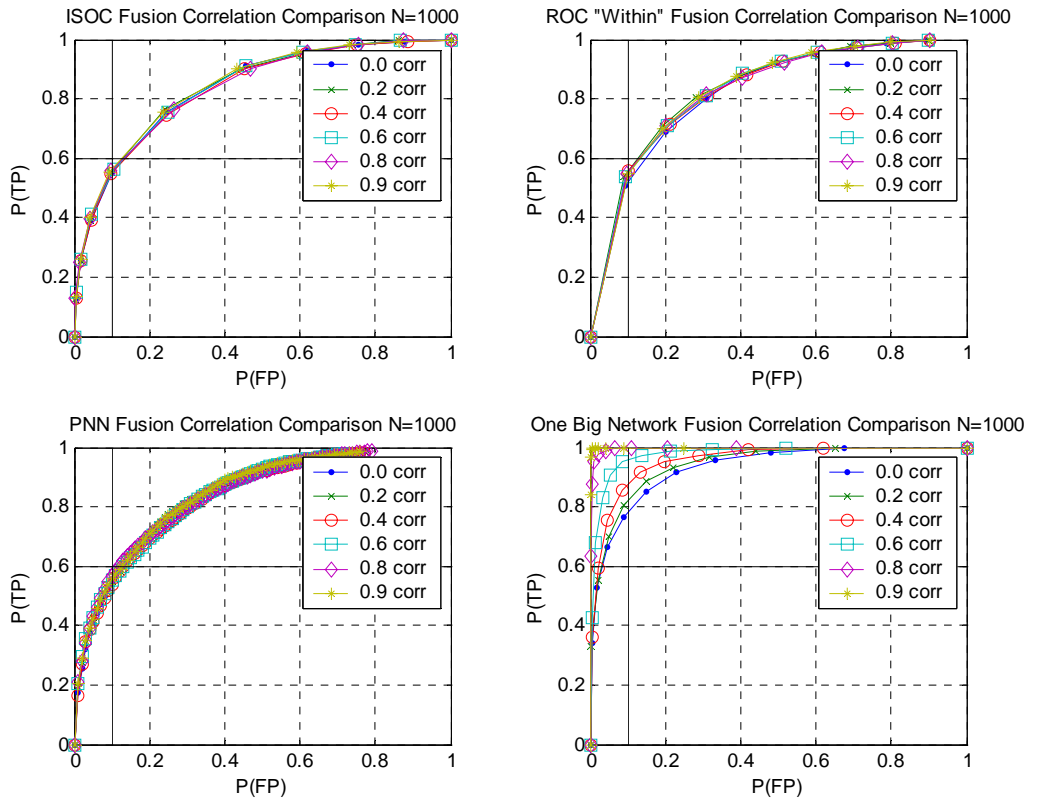 ISOC Fusion Correlation Comparison N=1000
1
0.8
0.6
0.4
0.2
0
0
0.2
0.4
0.6
0.8
1
P(TP)
P(FP)
0.0 corr
0.2 corr
0.4 corr
0.6 corr
0.8 corr
0.9 corr
ROC "Within" Fusion Correlation Comparison N=1000
1
0.8
0.6
0.4
0.2
0
0
0.2
0.4
0.6
0.8
1
P(TP)
P(FP)
0.0 corr
0.2 corr
0.4 corr
0.6 corr
0.8 corr
0.9 corr
PNN Fusion Correlation Comparison N=1000
1
0.8
0.6
0.4
0.2
0
0
0.2
0.4
0.6
0.8
1
P(TP)
P(FP)
0.0 corr
0.2 corr
0.4 corr
0.6 corr
0.8 corr
0.9 corr
One Big Network Fusion Correlation Comparison N=1000
1
0.8
0.6
0.4
0.2
0
0
0.2
0.4
0.6
0.8
1
P(TP)
P(FP)
0.0 corr
0.2 corr
0.4 corr
0.6 corr
0.8 corr
0.9 corr